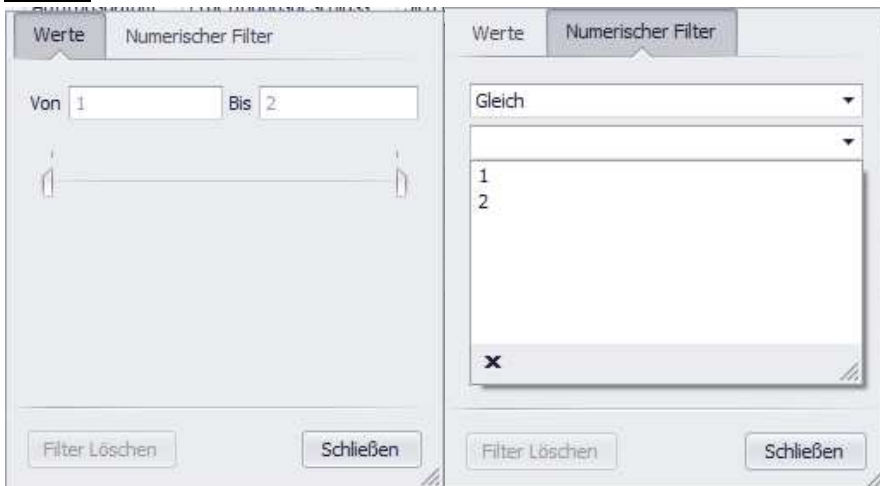 Werte Numerischer Filter
Von 1 Bis 2
Filter Löschen Schließen
Werte Numerischer Filter
Gleich
1
2
Filter Löschen Schließen